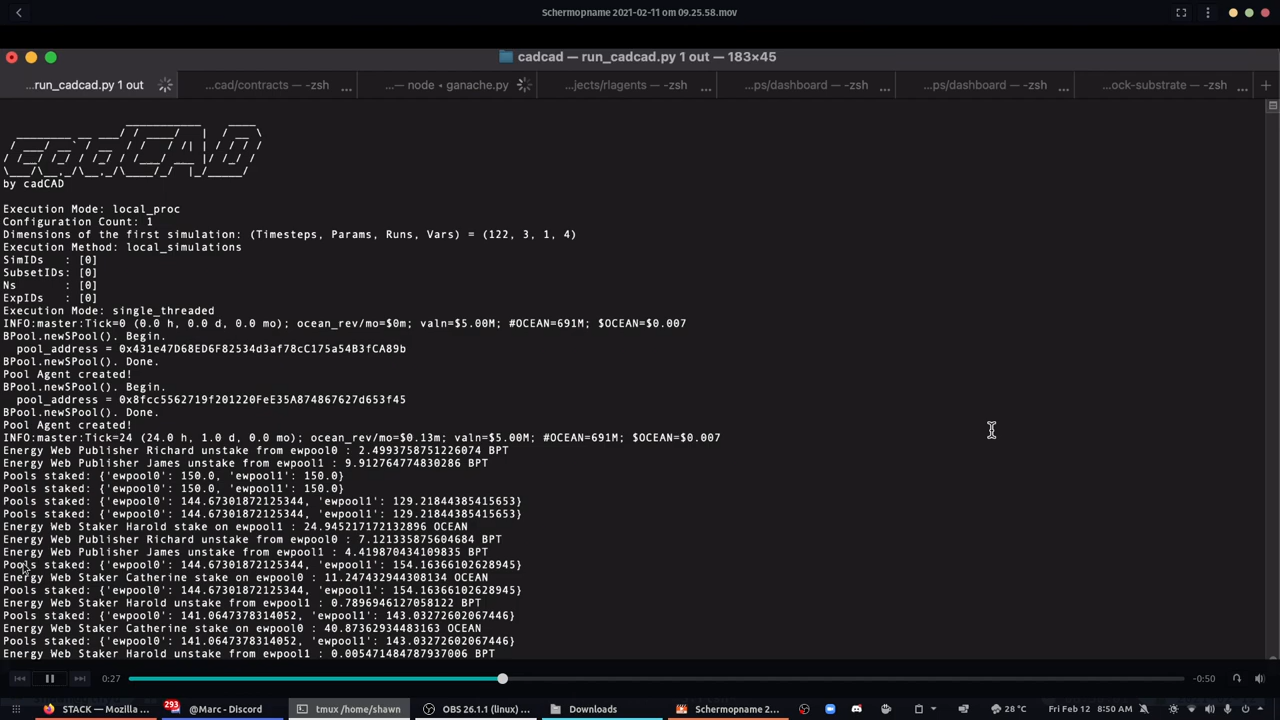 Schermopname 2021-02-11 om 09.25.58.mov
cadcad — run_cadcad.py 1 out — 183×45
...run_cadcad.py 1 out
...cad/contracts — -zsh ...
...— node ◂ ganache.py
...jects/rlagents — -zsh ...
...ps/dashboard — -zsh ...
...ps/dashboard — -zsh ...
...ock-substrate — -zsh ...
cadCAD
by cadCAD
Execution Mode: local_proc
Configuration Count: 1
Dimensions of the first simulation: (Timesteps, Params, Runs, Vars) = (122, 3, 1, 4)
Execution Method: local_simulations
SimIDs : [0]
SubsetIDs: [0]
Ns : [0]
ExpIDs : [0]
Execution Mode: single_threaded
INFO:master:Tick=0 (0.0 h, 0.0 d, 0.0 mo); ocean_rev/mo=$0m; valn=$5.00M; #OCEAN=691M; $OCEAN=$0.007
BPool.newSPool(). Begin.
pool_address = 0x431e47D68ED6F82534d3af78cC175a54B3fCA89b
BPool.newSPool(). Done.
Pool Agent created!
BPool.newSPool(). Begin.
pool_address = 0x8fcc5562719f201220FeE35A874867627d653f45
BPool.newSPool(). Done.
Pool Agent created!
INFO:master:Tick=24 (24.0 h, 1.0 d, 0.0 mo); ocean_rev/mo=$0.13m; valn=$5.00M; #OCEAN=691M; $OCEAN=$0.007
Energy Web Publisher Richard unstake from ewpool0 : 2.4993758751226074 BPT
Energy Web Publisher James unstake from ewpool1 : 9.912764774830286 BPT
Pools staked: {'ewpool0': 150.0, 'ewpool1': 150.0}
Pools staked: {'ewpool0': 150.0, 'ewpool1': 150.0}
Pools staked: {'ewpool0': 144.67301872125344, 'ewpool1': 129.21844385415653}
Pools staked: {'ewpool0': 144.67301872125344, 'ewpool1': 129.21844385415653}
Energy Web Staker Harold stake on ewpool1 : 24.945217172132896 OCEAN
Energy Web Publisher Richard unstake from ewpool0 : 7.121335875604684 BPT
Energy Web Publisher James unstake from ewpool1 : 4.419870434109835 BPT
Pools staked: {'ewpool0': 144.67301872125344, 'ewpool1': 154.16366102628945}
Energy Web Staker Catherine stake on ewpool0 : 11.247432944308134 OCEAN
Pools staked: {'ewpool0': 144.67301872125344, 'ewpool1': 154.16366102628945}
Energy Web Staker Harold unstake from ewpool1 : 0.7896946127058122 BPT
Pools staked: {'ewpool0': 141.0647378314052, 'ewpool1': 143.03272602067446}
Energy Web Staker Catherine stake on ewpool0 : 40.87362934483163 OCEAN
Pools staked: {'ewpool0': 141.0647378314052, 'ewpool1': 143.03272602067446}
Energy Web Staker Harold unstake from ewpool1 : 0.005471484787937006 BPT
0:27
-0:50
STACK — Mozilla ...
293
@Marc - Discord
tmux /home/shawn
OBS 26.1.1 (linux) ...
Downloads
Schermopname 2...
28 °C
Fri Feb 12
8:50 AM